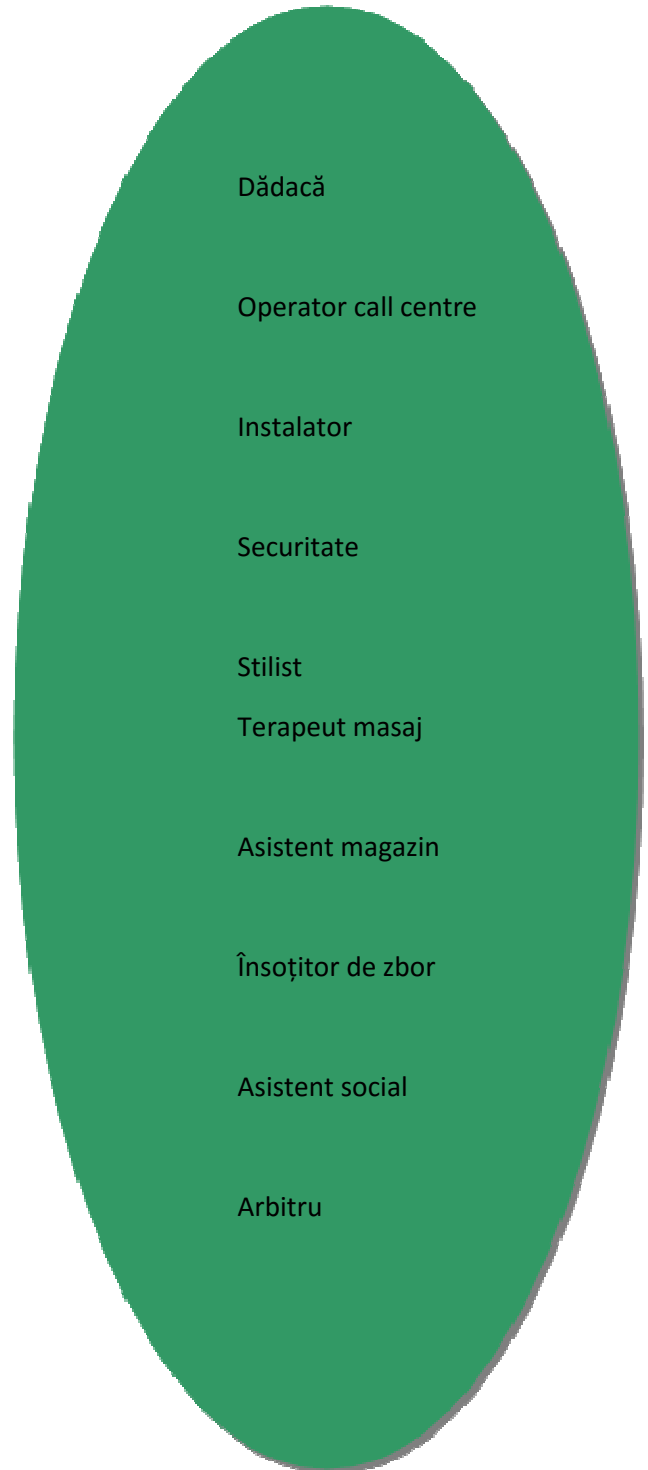 Dădacă
Operator call centre
Instalator
Securitate
Stilist
Terapeut masaj
Asistent magazin
Însoțitor de zbor
Asistent social
Arbitru